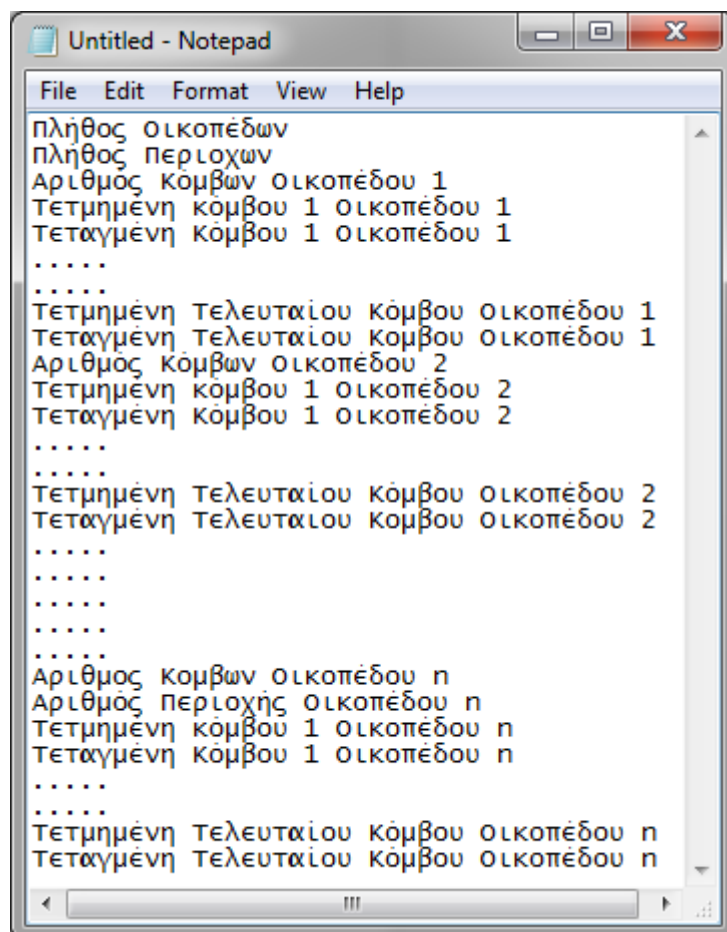 Untitled - Notepad
File Edit Format View Help
Πλήθος Οικοπέδων
Πλήθος Περιοχων
Αριθμός Κόμβων Οικοπέδου 1
Τετμημένη κόμβου 1 Οικοπέδου 1
Τεταγμένη Κόμβου 1 Οικοπέδου 1
.....
.....
Τετμημένη Τελευταίου Κόμβου Οικοπέδου 1
Τεταγμένη Τελευταίου Κόμβου Οικοπέδου 1
Αριθμός Κόμβων Οικοπέδου 2
Τετμημένη κόμβου 1 Οικοπέδου 2
Τεταγμένη Κόμβου 1 Οικοπέδου 2
.....
.....
Τετμημένη Τελευταίου Κόμβου Οικοπέδου 2
Τεταγμένη Τελευταίου Κόμβου Οικοπέδου 2
.....
.....
.....
.....
.....
Αριθμος Κομβων Οικοπέδου n
Αριθμός Περιοχής Οικοπέδου n
Τετμημένη κόμβου 1 Οικοπέδου n
Τεταγμένη Κόμβου 1 Οικοπέδου n
.....
.....
Τετμημένη Τελευταίου Κόμβου Οικοπέδου n
Τεταγμένη Τελευταίου Κόμβου Οικοπέδου n